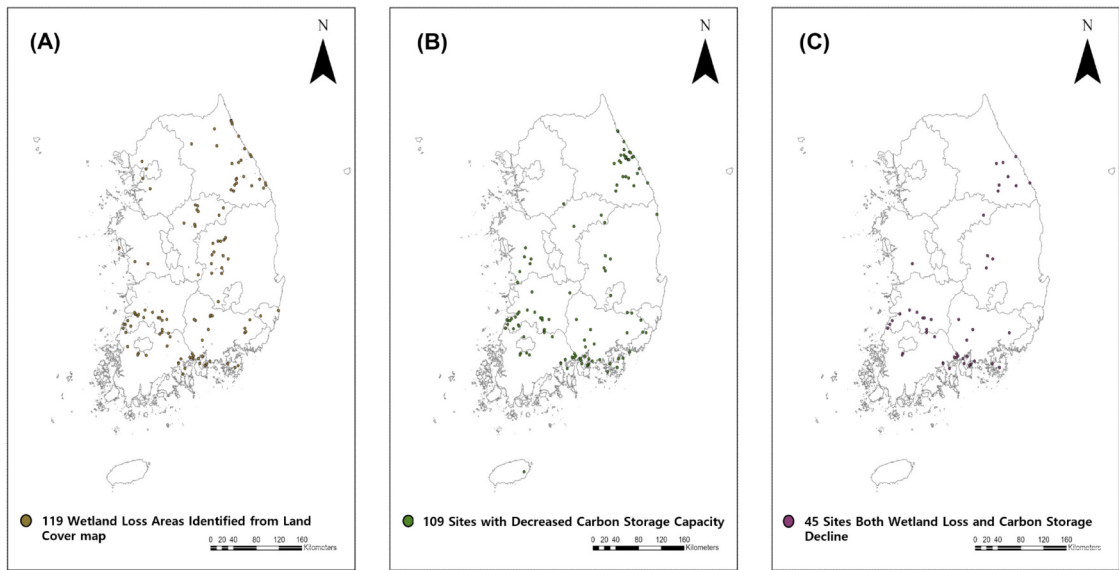 (A)
N
119 Wetland Loss Areas Identified from Land
Cover map
0 20 40 80 120 160
Kilometers
(B)
N
109 Sites with Decreased Carbon Storage Capacity
0 20 40 80 120 160
Kilometers
(C)
N
45 Sites Both Wetland Loss and Carbon Storage
Decline
0 20 40 80 120 160
Kilometers